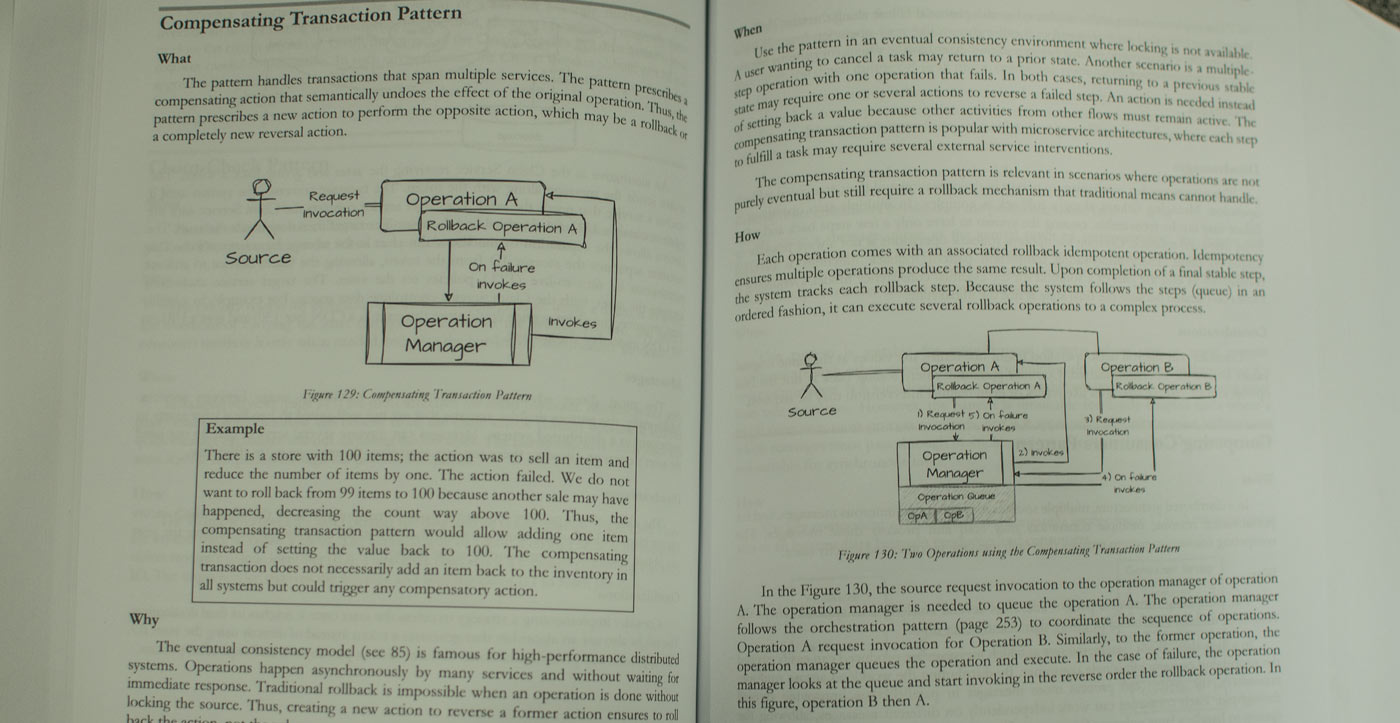 Compensating Transaction Pattern
What
The pattern handles transactions that span multiple services. The pattern prescribes a
compensating action that semantically undoes the effect of the original operation. Thus, the
pattern prescribes a new action to perform the opposite action, which may be a rollback or
a completely new reversal action.
Source
Request
invocation
Operation A
Rollback Operation A
On failure
invokes
Operation
Manager
invokes
Figure 129: Compensating Transaction Pattern
Example
There is a store with 100 items; the action was to sell an item and
reduce the number of items by one. The action failed. We do not
want to roll back from 99 items to 100 because another sale may have
happened, decreasing the count way above 100. Thus, the
compensating transaction pattern would allow adding one item
instead of setting the value back to 100. The compensating
transaction does not necessarily add an item back to the inventory in
all systems but could trigger any compensatory action.
Why
The eventual consistency model (see 85) is famous for high-performance distributed
systems. Operations happen asynchronously by many services and without waiting for
immediate response. Traditional rollback is impossible when an operation is done without
locking the source. Thus, creating a new action to reverse a former action ensures to roll
back the action
When
Use the pattern in an eventual consistency environment where locking is not available.
A user wanting to cancel a task may return to a prior state. Another scenario is a multiple-
step operation with one operation that fails. In both cases, returning to a previous stable
state may require one or several actions to reverse a failed step. An action is needed instead
of setting back a value because other activities from other flows must remain active. The
compensating transaction pattern is popular with microservice architectures, where each step
to fulfill a task may require several external service interventions.
The compensating transaction pattern is relevant in scenarios where operations are not
purely eventual but still require a rollback mechanism that traditional means cannot handle.
How
Each operation comes with an associated rollback idempotent operation. Idempotency
ensures multiple operations produce the same result. Upon completion of a final stable step,
the system tracks each rollback step. Because the system follows the steps (queue) in an
ordered fashion, it can execute several rollback operations to a complex process.
Source
Operation A
Rollback Operation A
Operation B
Rollback Operation B
1) Request
invocation
5) On failure
invokes
3) Request
invocation
Operation
Manager
2) invokes
4) On failure
invokes
Operation Queue
OpA
OpB
Figure 130: Two Operations using the Compensating Transaction Pattern
In the Figure 130, the source request invocation to the operation manager of operation
A. The operation manager is needed to queue the operation A. The operation manager
follows the orchestration pattern (page 253) to coordinate the sequence of operations.
Operation A request invocation for Operation B. Similarly, to the former operation, the
operation manager queues the operation and execute. In the case of failure, the operation
manager looks at the queue and start invoking in the reverse order the rollback operation. In
this figure, operation B then A.